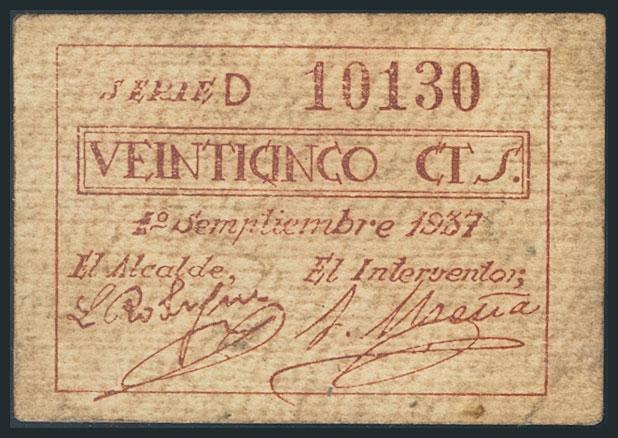 SERIE D 10130
VEINTICINCO CTS.
1º Semptiembre 1937
El Alcalde, El Interventor,